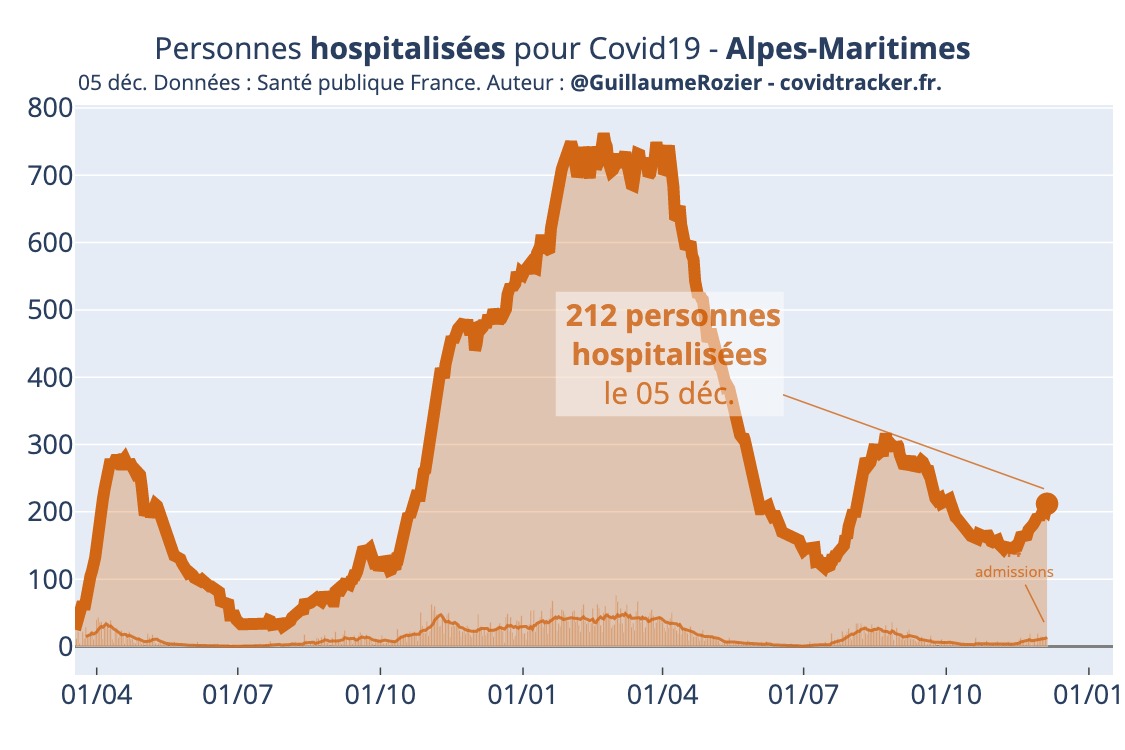 Personnes hospitalisées pour Covid19 - Alpes-Maritimes
05 déc. Données : Santé publique France. Auteur : @GuillaumeRozier - covidtracker.fr.
800
700
600
500
400
300
200
100
0
212 personnes
hospitalisées
le 05 déc.
admissions
01/04
01/07
01/10
01/01
01/04
01/07
01/10
01/01